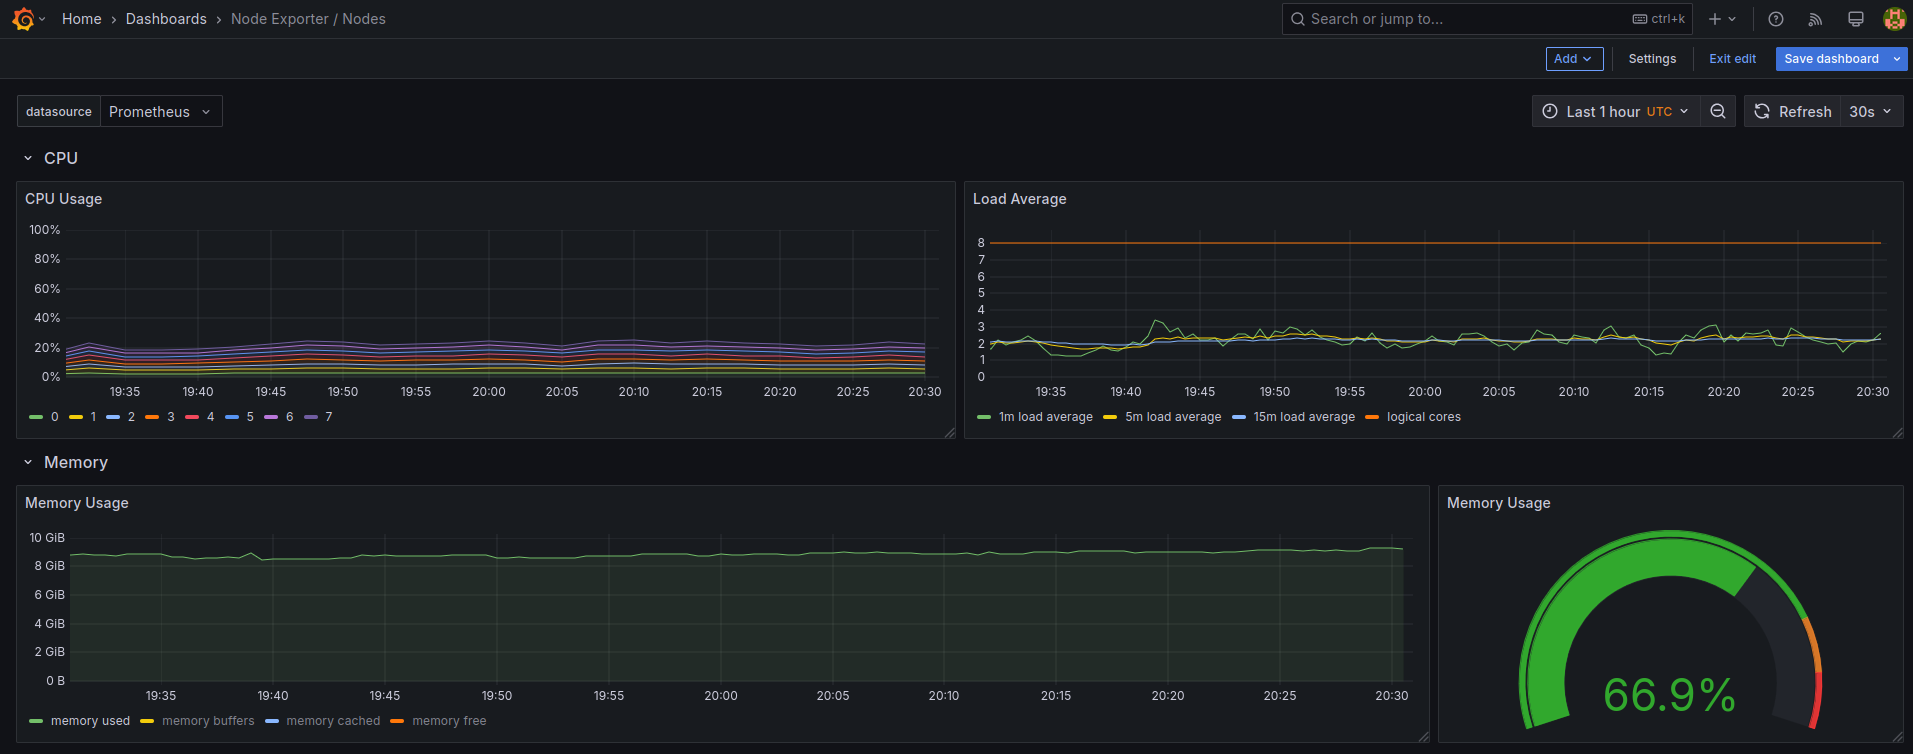 Home › Dashboards › Node Exporter / Nodes
Search or jump to... ctrl+k
Add Settings Exit edit Save dashboard
datasource Prometheus
Last 1 hour UTC Refresh 30s
CPU
CPU Usage
100%
80%
60%
40%
20%
0%
19:35 19:40 19:45 19:50 19:55 20:00 20:05 20:10 20:15 20:20 20:25 20:30
0 1 2 3 4 5 6 7
Load Average
8
7
6
5
4
3
2
1
0
19:35 19:40 19:45 19:50 19:55 20:00 20:05 20:10 20:15 20:20 20:25 20:30
1m load average 5m load average 15m load average logical cores
Memory
Memory Usage
10 GiB
8 GiB
6 GiB
4 GiB
2 GiB
0 B
19:35 19:40 19:45 19:50 19:55 20:00 20:05 20:10 20:15 20:20 20:25 20:30
memory used memory buffers memory cached memory free
Memory Usage
66.9%